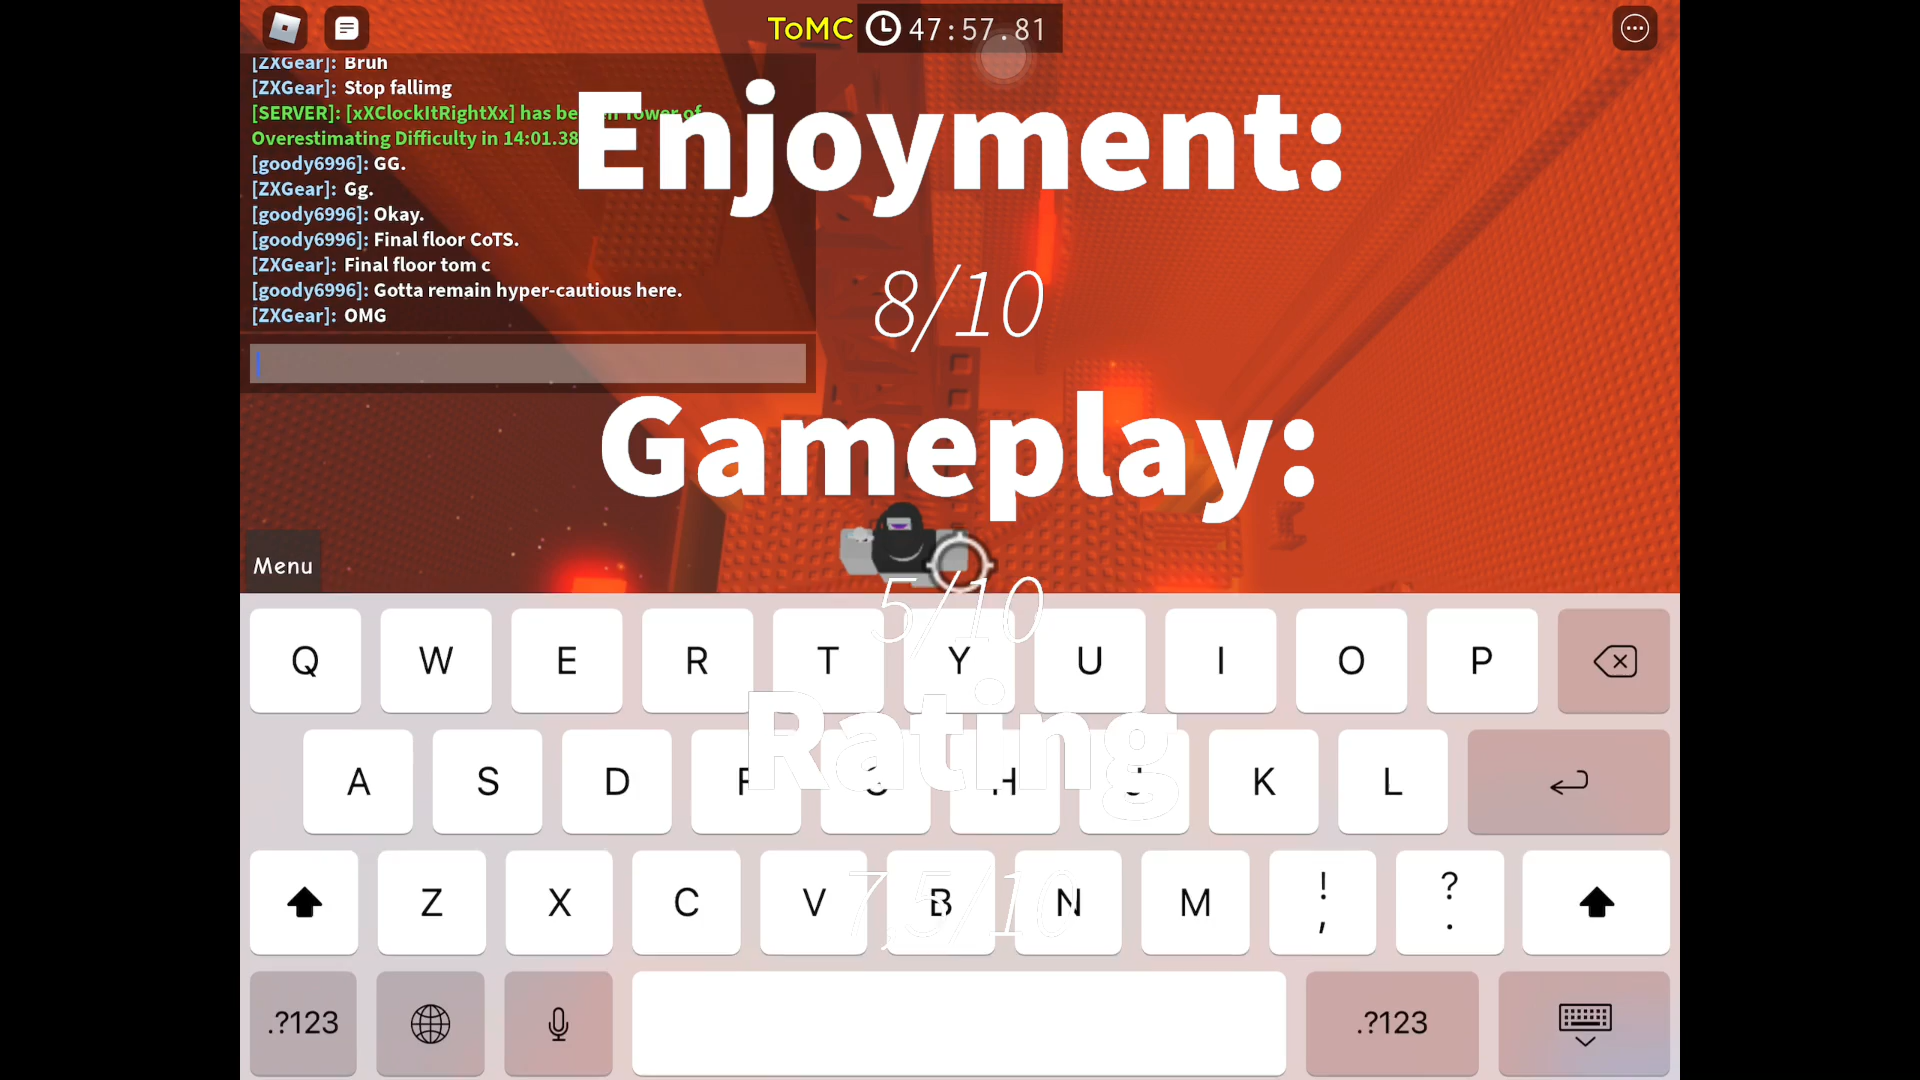 ToMC 47:57.81
[ZXGear]: Bruh
[ZXGear]: Stop fallimg
[SERVER]: [xXClockItRightXx] has Tower of
Overestimating Difficulty in 14:01.38
[goody6996]: GG.
[ZXGear]: Gg.
[goody6996]: Okay.
[goody6996]: Final floor CoTS.
[ZXGear]: Final floor tom c
[goody6996]: Gotta remain hyper-cautious here.
[ZXGear]: OMG
Enjoyment:
8/10
Gameplay:
5/10
Rating
7,5/10
Menu
Q W E R T Y U I O P
A S D F G H J K L
Z X C V B N M ! , ? .
.?123 .?123